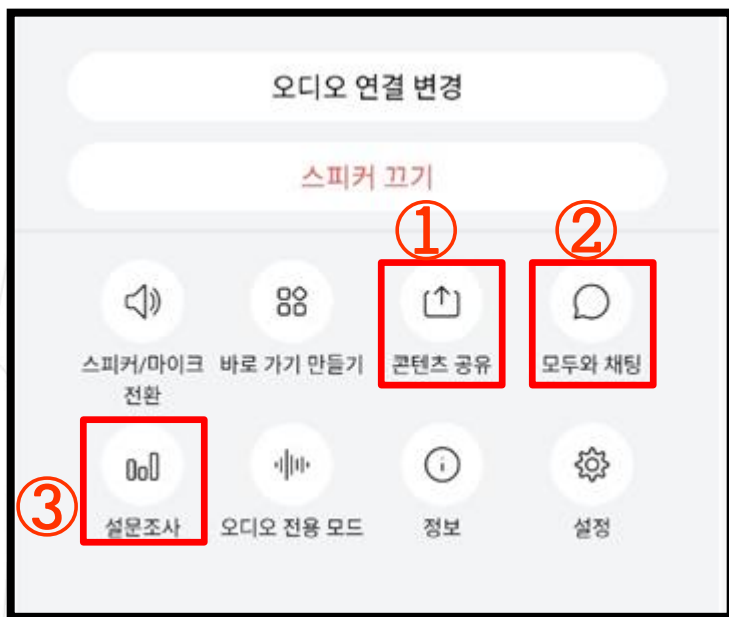 오디오 연결 변경
스피커 끄기
① ②
스피커/마이크 바로 가기 만들기 콘텐츠 공유 모두와 채팅
전환
③
설문조사 오디오 전용 모드 정보 설정